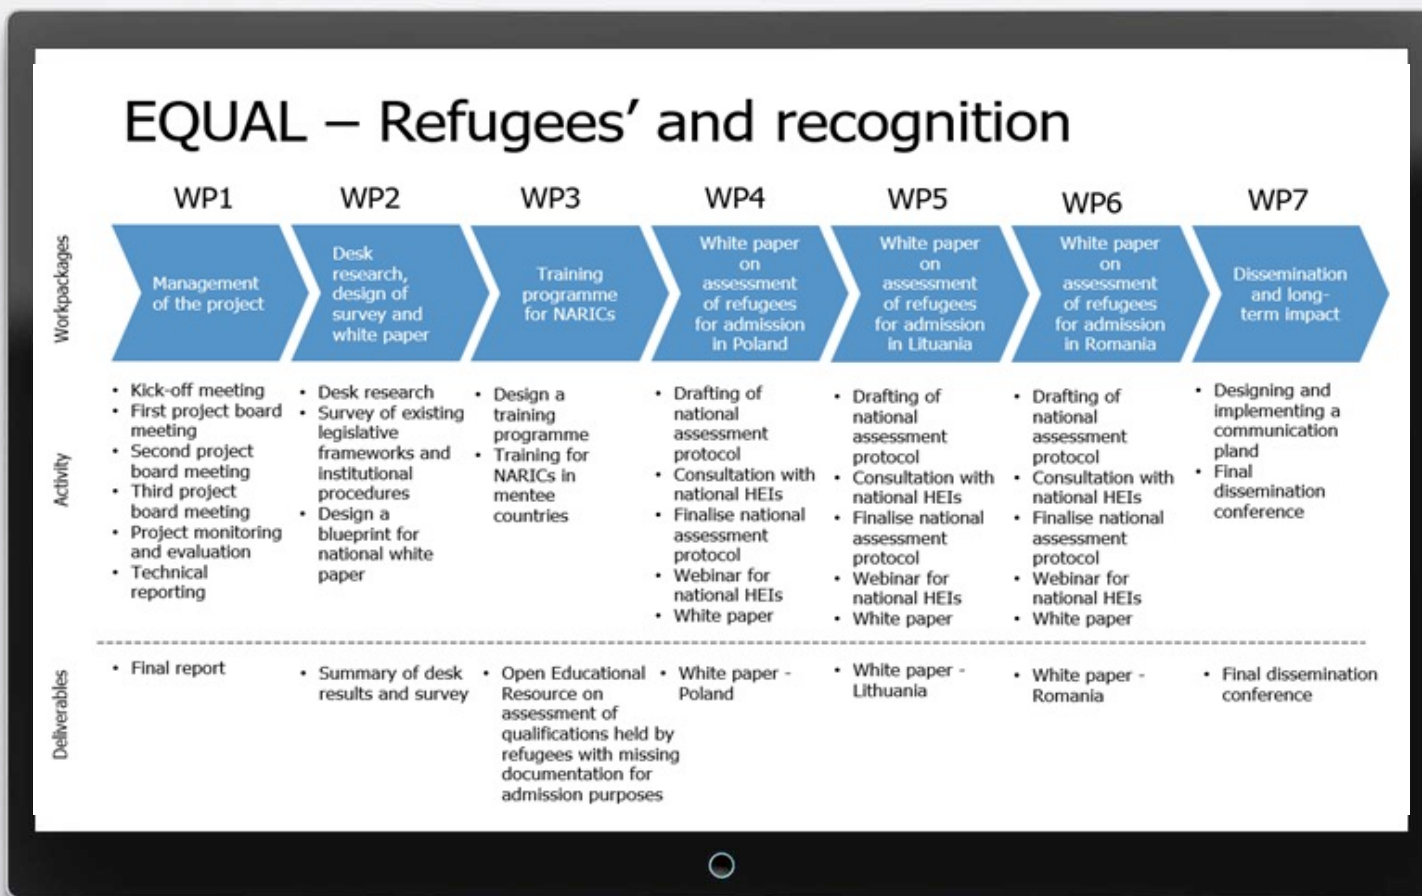 EQUAL – Refugees’ and recognition
WP1
WP2
WP3
WP4
WP5
WP6
WP7
Workpackages
Management
of the project
Desk
research,
design of
survey and
white paper
Training
programme
for NARICs
White paper
on
assessment
of refugees
for admission
in Poland
White paper
on
assessment
of refugees
for admission
in Lituania
White paper
on
assessment
of refugees
for admission
in Romania
Dissemination
and long-
term impact
Activity
• Kick-off meeting
• First project board
meeting
• Second project
board meeting
• Third project
board meeting
• Project monitoring
and evaluation
• Technical
reporting
• Desk research
• Survey of existing
legislative
frameworks and
institutional
procedures
• Design a
blueprint for
national white
paper
• Design a
training
programme
• Training for
NARICs in
mentee
countries
• Drafting of
national
assessment
protocol
• Consultation with
national HEIs
• Finalise national
assessment
protocol
• Webinar for
national HEIs
• White paper
• Drafting of
national
assessment
protocol
• Consultation with
national HEIs
• Finalise national
assessment
protocol
• Webinar for
national HEIs
• White paper
• Drafting of
national
assessment
protocol
• Consultation with
national HEIs
• Finalise national
assessment
protocol
• Webinar for
national HEIs
• White paper
• Designing and
implementing a
communication
pland
• Final
dissemination
conference
Deliverables
• Final report
• Summary of desk
results and survey
• Open Educational
Resource on
assessment of
qualifications held by
refugees with missing
documentation for
admission purposes
• White paper -
Poland
• White paper -
Lithuania
• White paper -
Romania
• Final dissemination
conference